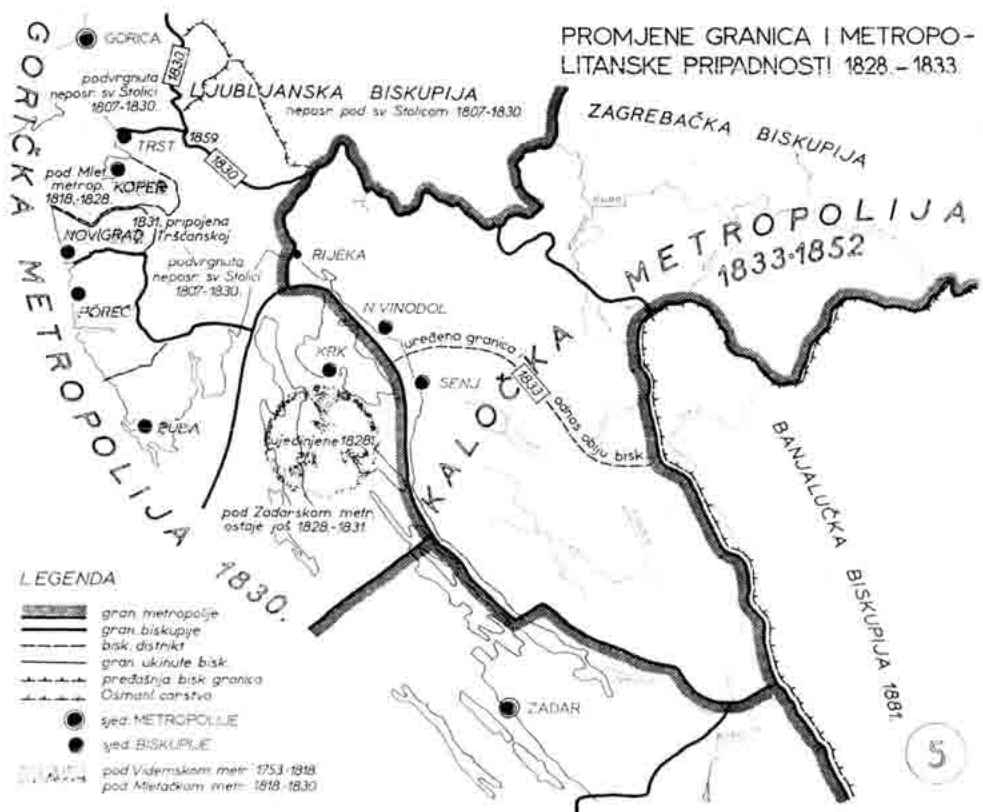 PROMJENE GRANICA I METROPO-
LITANSKE PRIPADNOSTI 1828.-1833.
GORIČKA METROPOLIJA
1830.
GORICA
1830.
podvrgnuta
neposr. sv. Stolici
1807-1830.
LJUBLJANSKA BISKUPIJA
neposr. pod sv. Stolicom 1807-1830.
ZAGREBAČKA BISKUPIJA
TRST
1859
1830
pod Mlet.
metrop.
1818.-1828.
KOPER
1831. pripojena
Tršćanskoj
NOVIGRAD
podvrgnuta
neposr. sv. Stolici
1807-1830.
RIJEKA
KALOČKA METROPOLIJA
1833-1852
POREČ
N.VINODOL
KRK
uređena granica i
1833
odnos obiju bisk.
SENJ
PULA
ujedinjene 1828.
pod Zadarskom metr.
ostaje još 1828.-1831.
BANJALUČKA BISKUPIJA 1881.
ZADAR
LEGENDA
gran. metropolije
gran. biskupije
bisk. distrikt
gran. ukinute bisk.
pređašnja bisk. granica
Osmanl. carstvo
sjed. METROPOLIJE
sjed. BISKUPIJE
pod Videmskom metr. 1753-1818.
pod Mletačkom metr. 1818-1830.
5